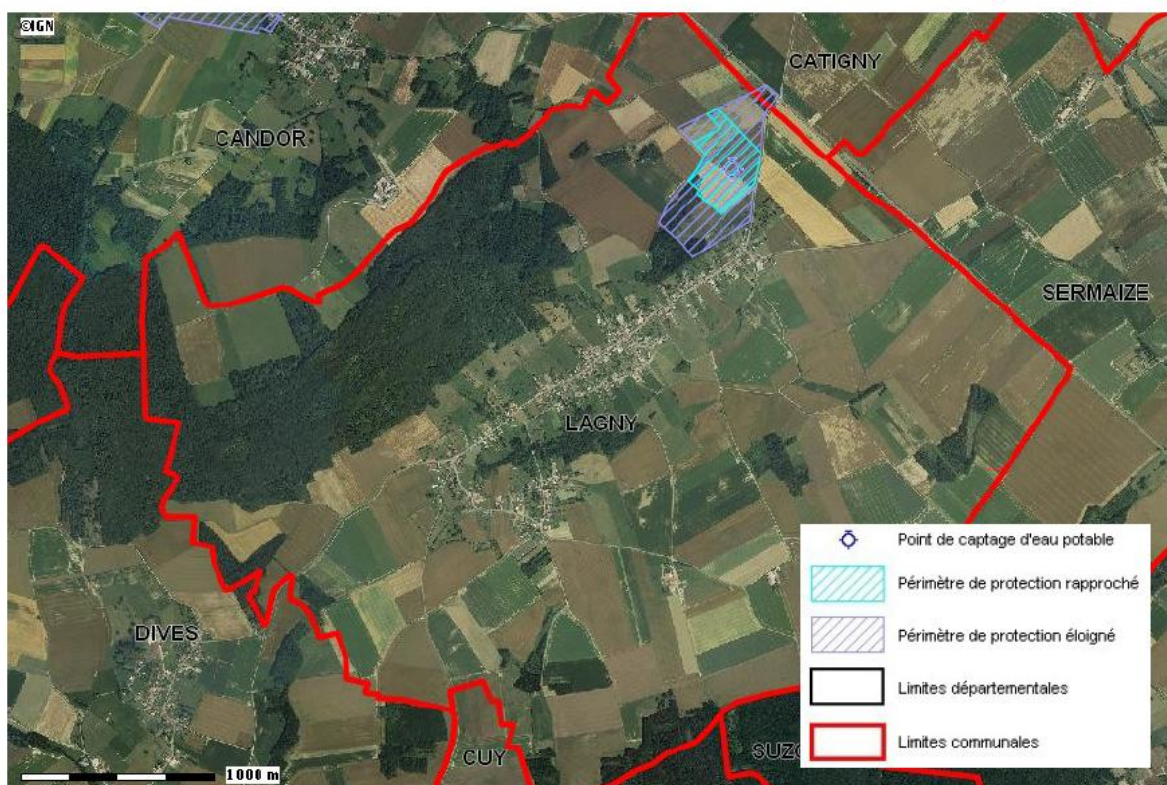 ©IGN
CATIGNY
CANDOR
SERMAIZE
LAGNY
DIVES
CUY
Point de captage d'eau potable
Périmètre de protection rapproché
Périmètre de protection éloigné
Limites départementales
Limites communales
1000 m